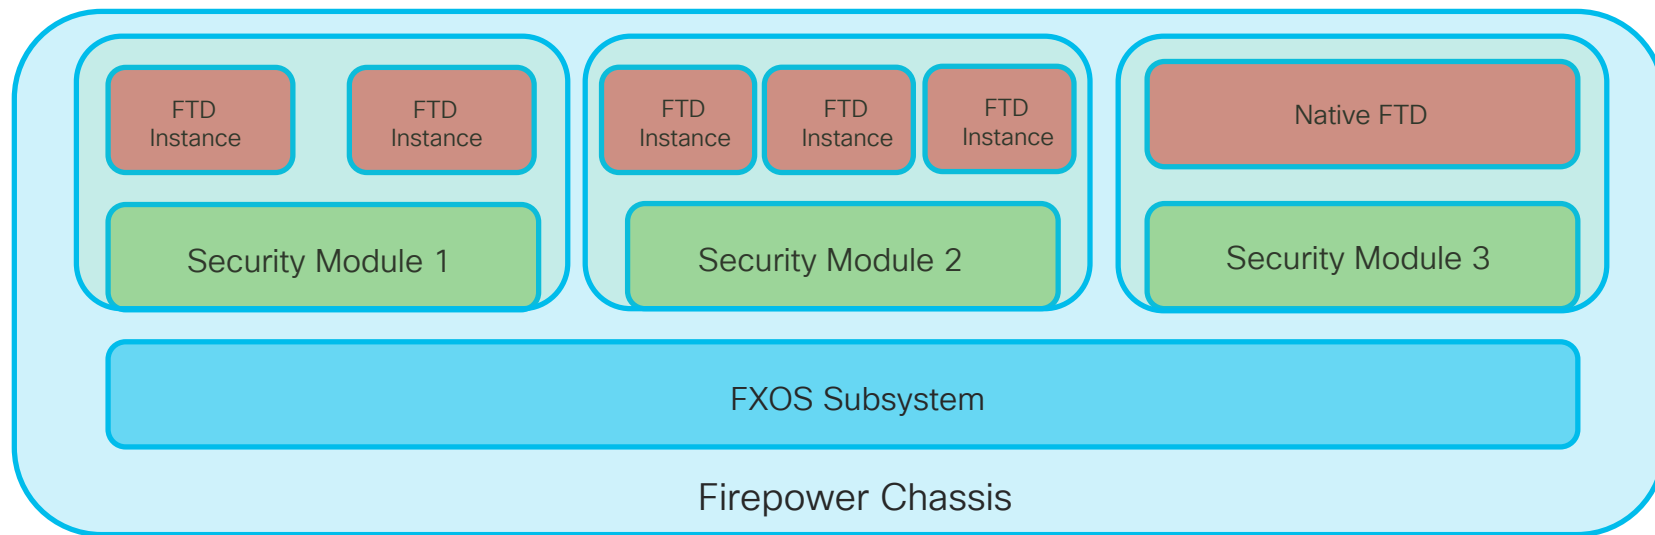 FTD
Instance
FTD
Instance
FTD
Instance
FTD
Instance
FTD
Instance
Native FTD
Security Module 1
Security Module 2
Security Module 3
FXOS Subsystem
Firepower Chassis